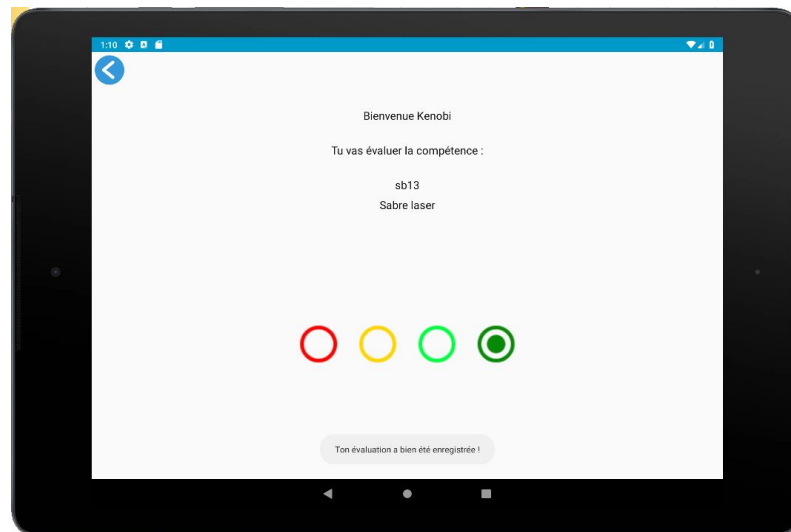 1:10
Bienvenue Kenobi
Tu vas évaluer la compétence :
sb13
Sabre laser
Ton évaluation a bien été enregistrée !